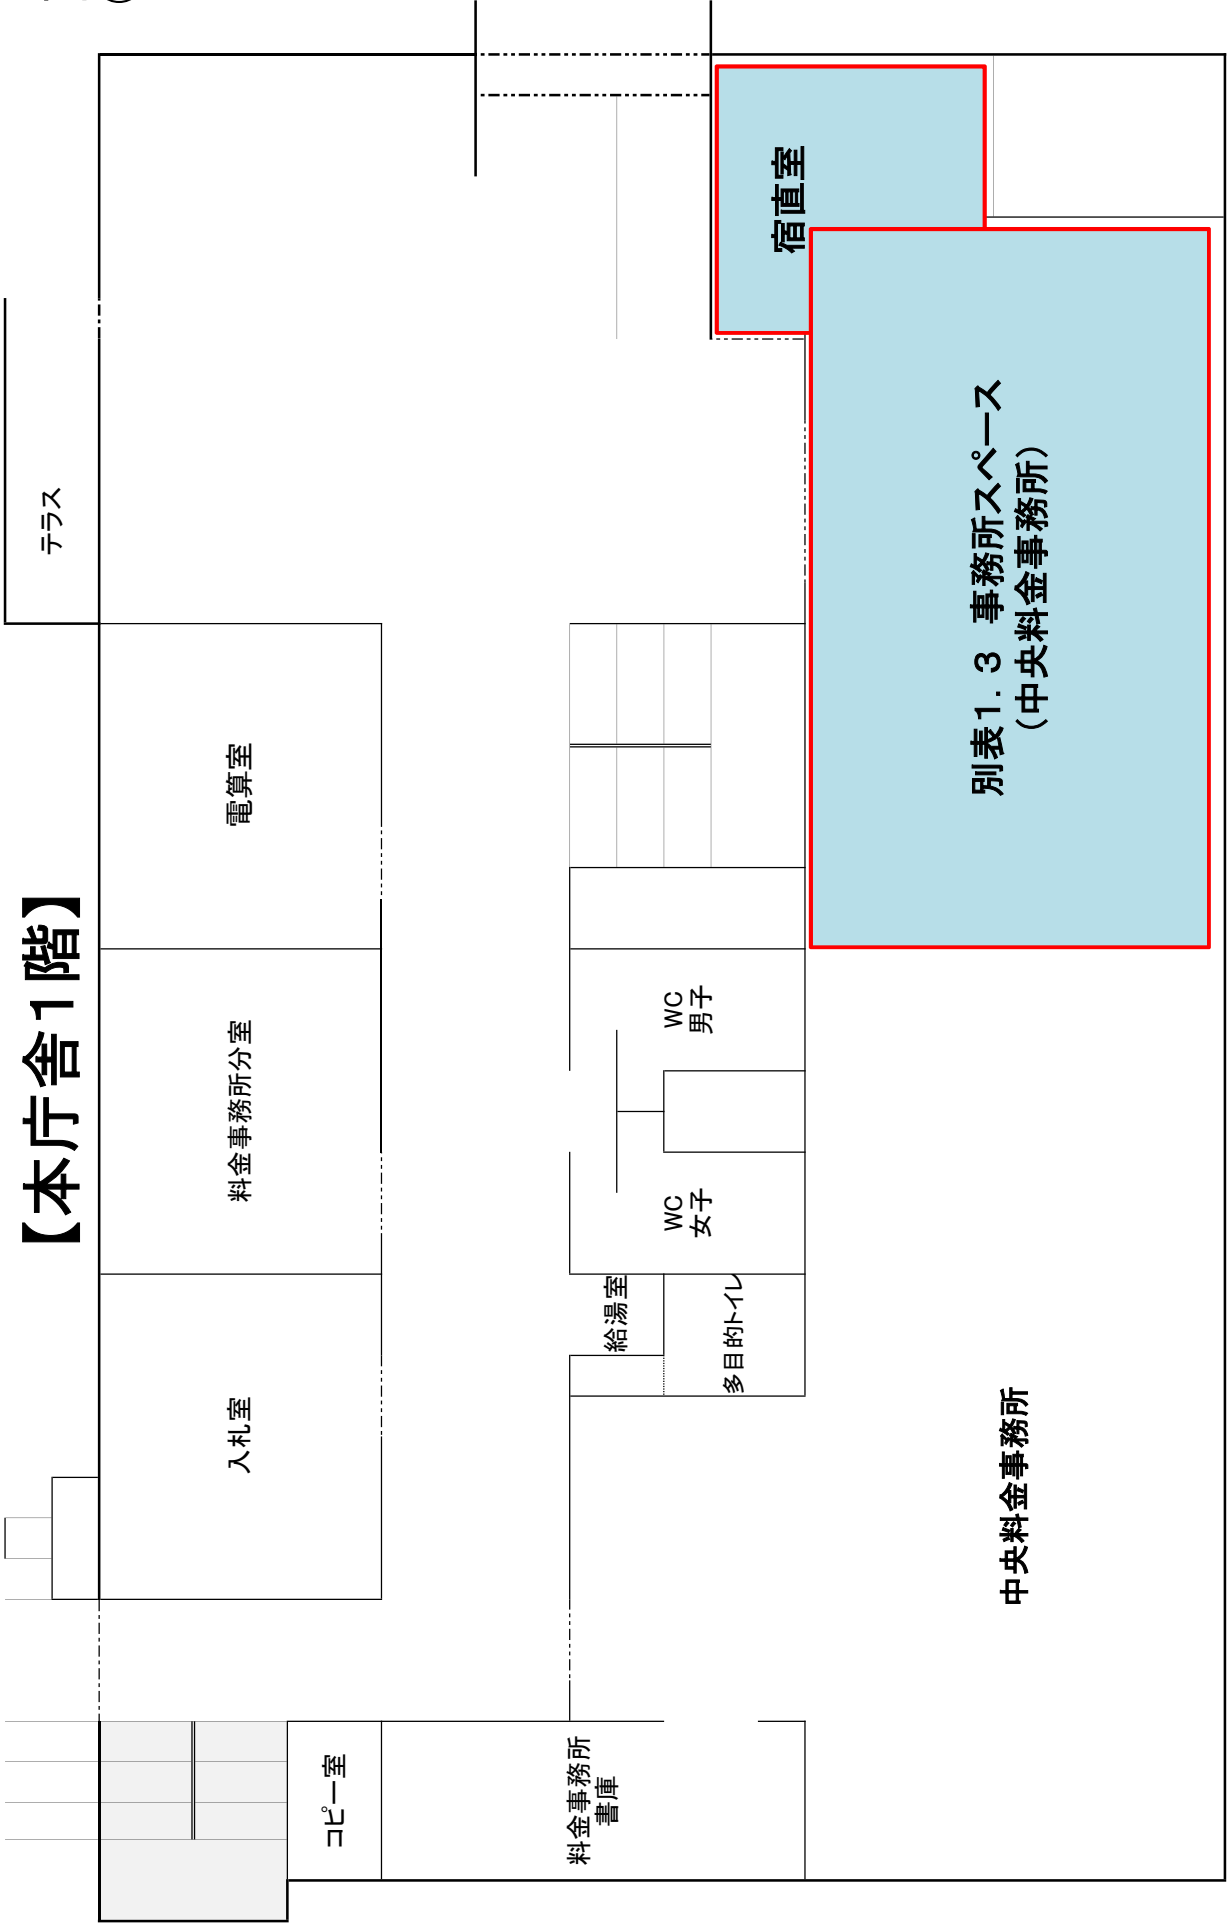 【本庁舎1階】
テラス
電算室
料金事務所分室
入札室
コピー室
料金事務所
書庫
給湯室
多目的トイレ
WC
女子
WC
男子
宿直室
別表1.3 事務所スペース
(中央料金事務所)
中央料金事務所